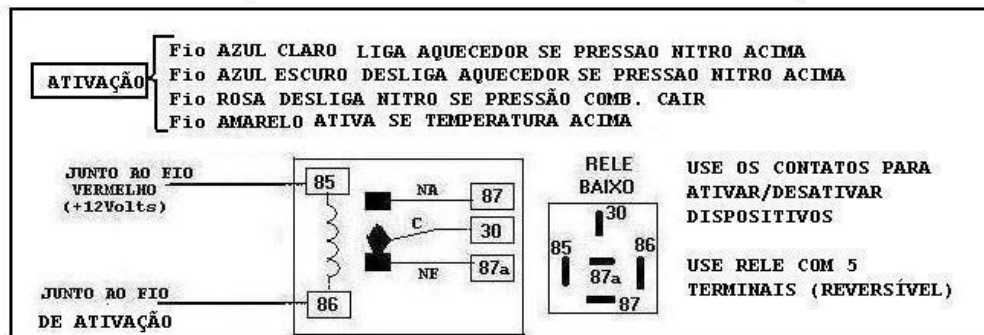 Fio AZUL CLARO LIGA AQUECEDOR SE PRESSAO NITRO ACIMA
Fio AZUL ESCURO DESLIGA AQUECEDOR SE PRESSAO NITRO ACIMA
ATIVAÇÃO
Fio ROSA DESLIGA NITRO SE PRESSÃO COMB. CAIR
Fio AMARELO ATIVA SE TEMPERATURA ACIMA
JUNTO AO FIO
VERMELHO
(+12Volts)
85
NA
87
C
30
NF
87a
86
JUNTO AO FIO
DE ATIVAÇÃO
RELE
BAIXO
30
85
86
87a
87
USE OS CONTATOS PARA
ATIVAR/DESATIVAR
DISPOSITIVOS
USE RELE COM 5
TERMINAIS (REVERSÍVEL)